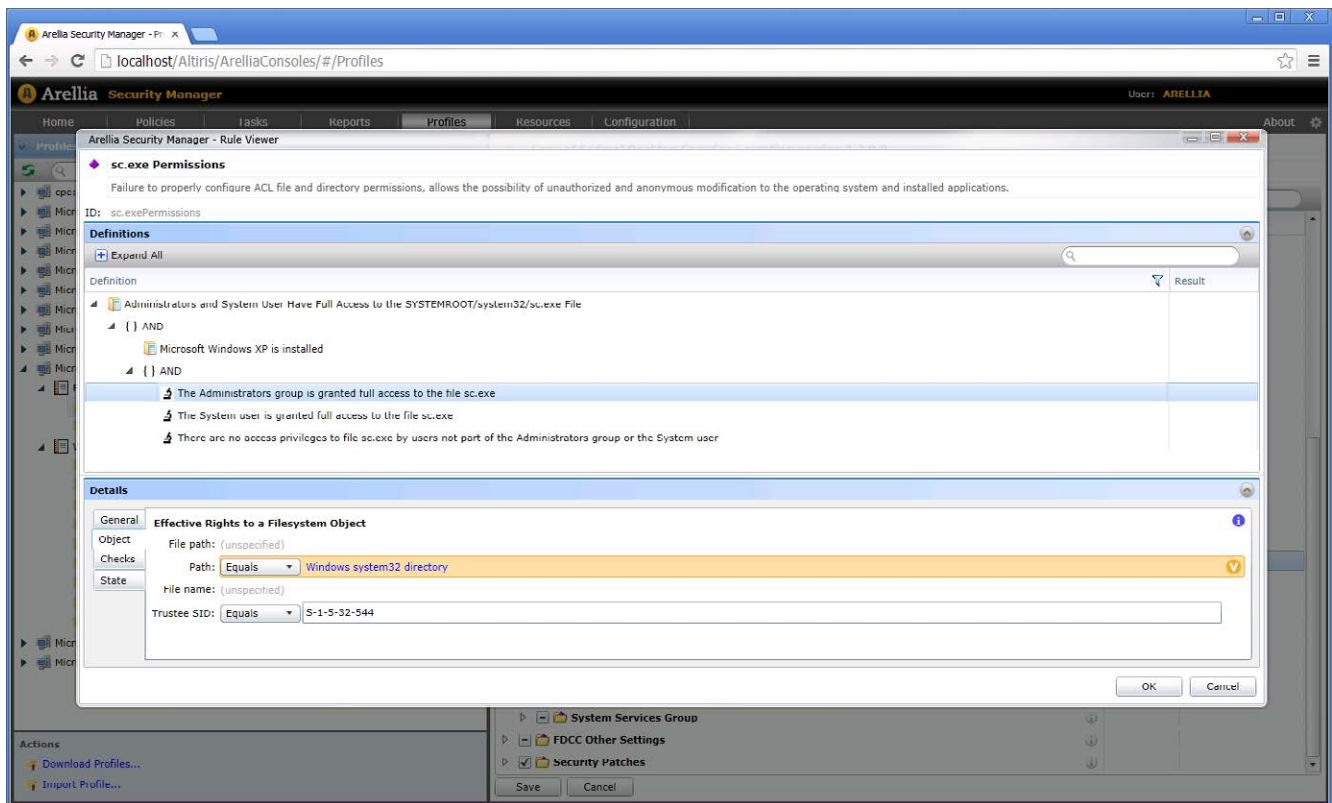 Arellia Security Manager - Pr
localhost/Altiris/ArelliaConsoles/#/Profiles
Arellia Security Manager
User: ARELLIA
Home Policies Tasks Reports Profiles Resources Configuration About
Arellia Security Manager - Rule Viewer
sc.exe Permissions
Failure to properly configure ACL file and directory permissions, allows the possibility of unauthorized and anonymous modification to the operating system and installed applications.
ID: sc.exePermissions
Definitions
Expand All
Definition Result
Administrators and System User Have Full Access to the SYSTEMROOT/system32/sc.exe File
{ } AND
Microsoft Windows XP is installed
{ } AND
The Administrators group is granted full access to the file sc.exe
The System user is granted full access to the file sc.exe
There are no access privileges to file sc.exe by users not part of the Administrators group or the System user
Details
General
Object
Checks
State
Effective Rights to a Filesystem Object
File path: (unspecified)
Path: Equals Windows system32 directory
File name: (unspecified)
Trustee SID: Equals S-1-5-32-544
OK Cancel
System Services Group
FDCC Other Settings
Security Patches
Save Cancel
Actions
Download Profiles...
Import Profile...